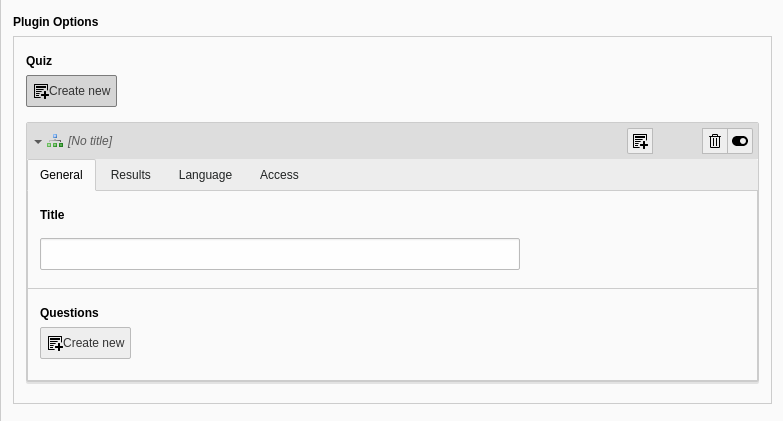 Plugin Options
Quiz
Create new
[No title]
General Results Language Access
Title
Questions
Create new